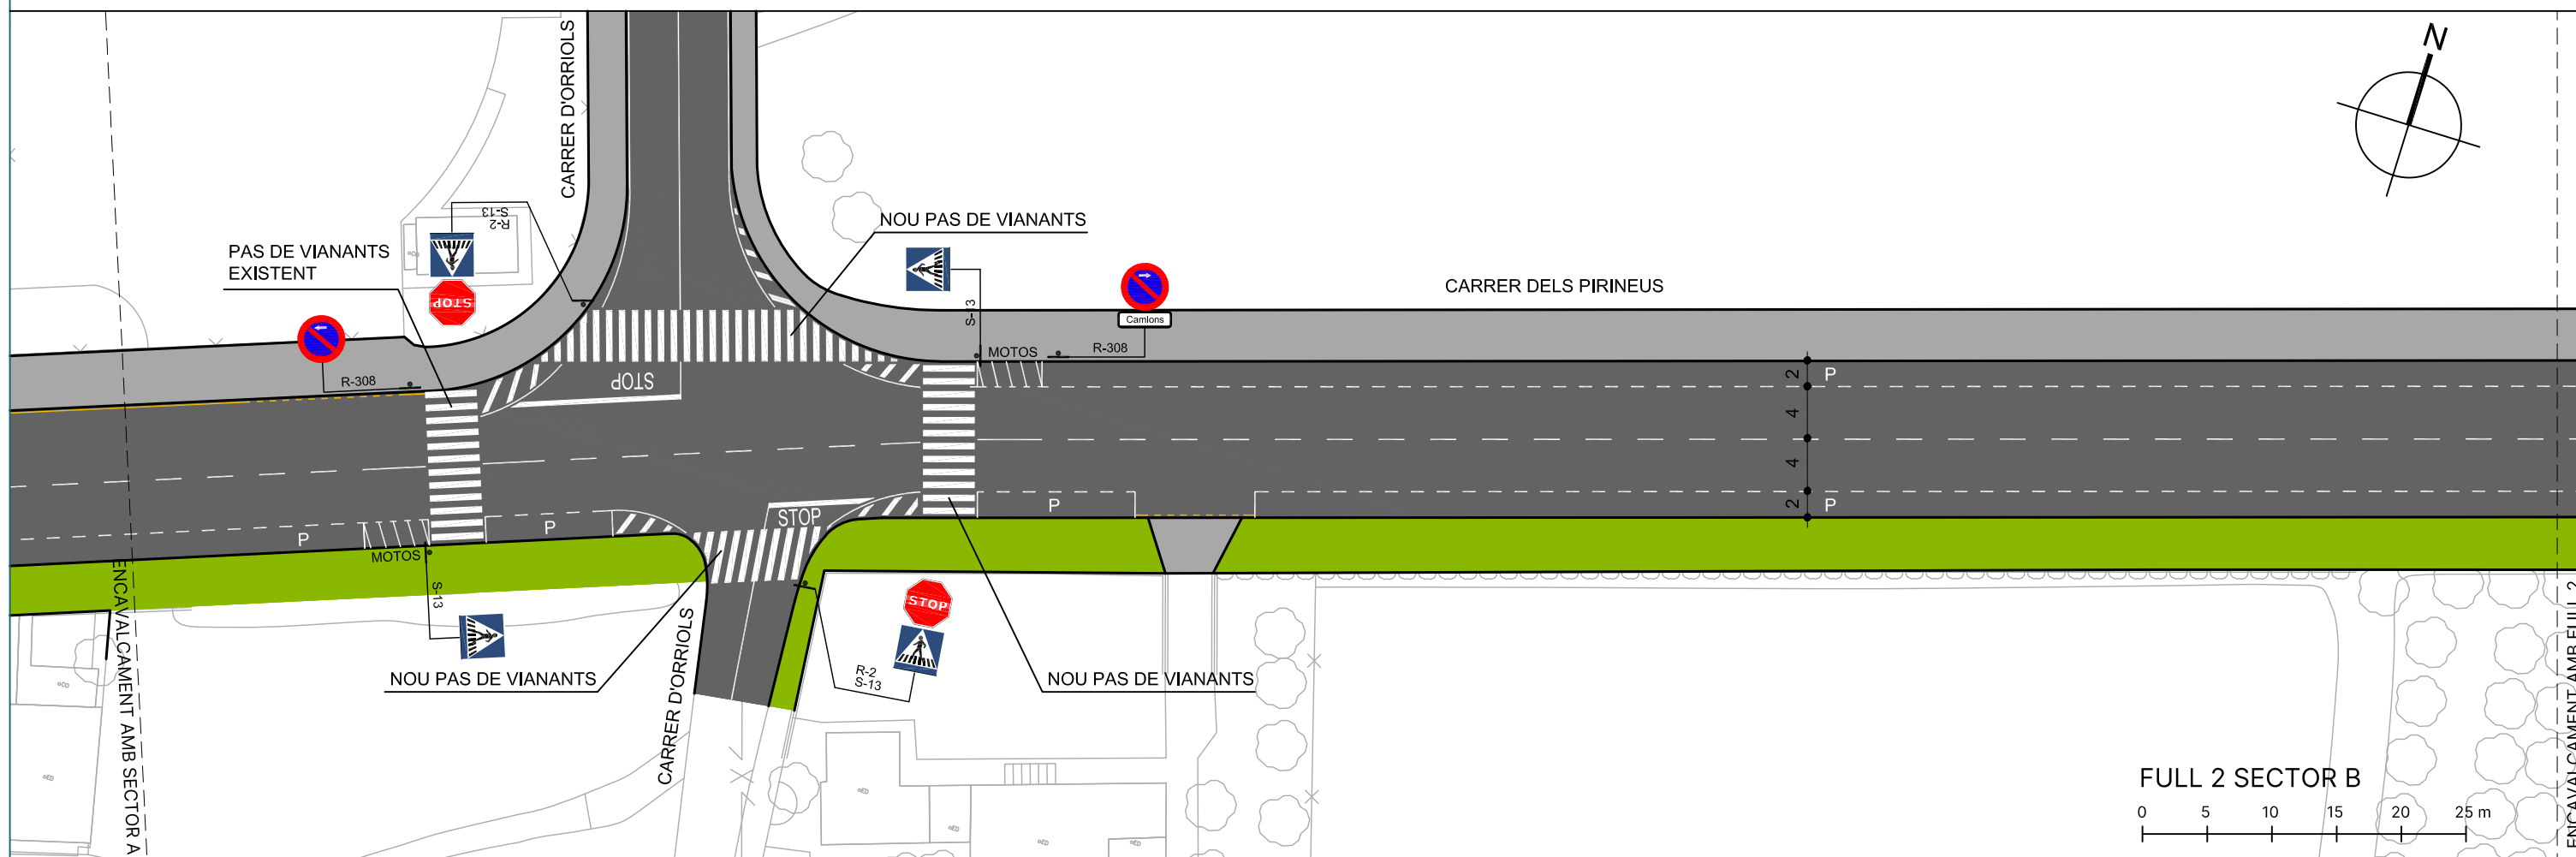 CARRER D'ORRIOLS
N
R-2
S-13
NOU PAS DE VIANANTS
PAS DE VIANANTS
EXISTENT
STOP
S-13
Camions
CARRER DELS PIRINEUS
R-308
MOTOS
R-308
STOP
2
P
4
4
2
P
P
STOP
P
P
MOTOS
S-13
STOP
R-2
S-13
NOU PAS DE VIANANTS
NOU PAS DE VIANANTS
CARRER D'ORRIOLS
ENCAVALCAMENT AMB SECTOR A
ENCAVALCAMENT AMB FULL 2
FULL 2 SECTOR B
0 5 10 15 20 25 m